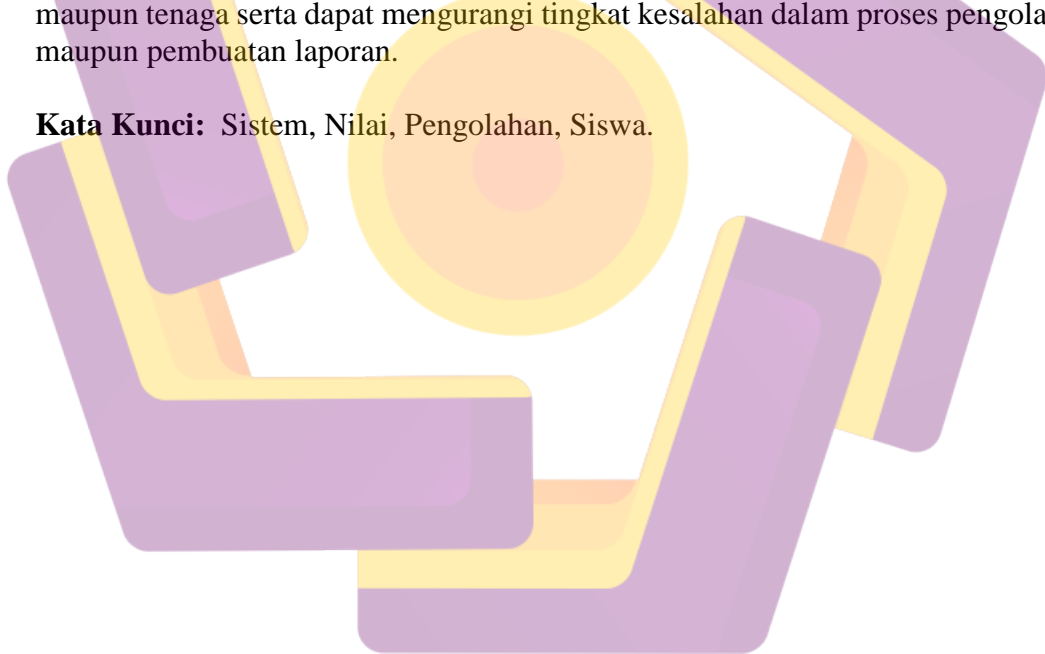 maupun tenaga serta dapat mengurangi tingkat kesalahan dalam proses pengola
maupun pembuatan laporan.
Kata Kunci: Sistem, Nilai, Pengolahan, Siswa.